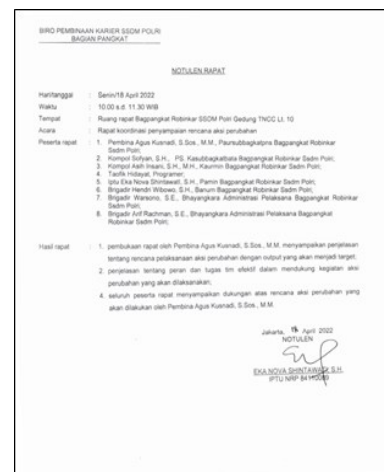 BIRO PEMBINAAN KARIER SSDM POLRI
BAGIAN PANGKAT
NOTULEN RAPAT
Hari/tanggal : Senin/18 April 2022
Waktu : 10.00 s.d. 11.30 WIB
Tempat : Ruang rapat Bagpangkat Robinkar SSDM Polri Gedung TNCC Lt. 10
Acara : Rapat koordinasi penyampaian rencana aksi perubahan
Peserta rapat : 1. Pembina Agus Kusnadi, S.Sos., M.M., Paursubbagkatpns Bagpangkat Robinkar
Ssdm Polri;
2. Kompol Sofyan, S.H., PS. Kasubbagkatbata Bagpangkat Robinkar Ssdm Polri;
3. Kompol Asih Insani, S.H., M.H., Kaurmin Bagpangkat Robinkar Ssdm Polri;
4. Taufik Hidayat, Programer;
5. Iptu Eka Nova Shintawati, S.H., Pamin Bagpangkat Robinkar Ssdm Polri;
6. Brigadir Hendri Wibowo, S.H., Banum Bagpangkat Robinkar Ssdm Polri;
7. Brigadir Warsono, S.E., Bhayangkara Administrasi Pelaksana Bagpangkat Robinkar
Ssdm Polri;
8. Brigadir Arif Rachman, S.E., Bhayangkara Administrasi Pelaksana Bagpangkat
Robinkar Ssdm Polri.
Hasil rapat : 1. pembukaan rapat oleh Pembina Agus Kusnadi, S.Sos., M.M. menyampaikan penjelasan
tentang rencana pelaksanaan aksi perubahan dengan output yang akan menjadi target;
2. penjelasan tentang peran dan tugas tim efektif dalam mendukung kegiatan aksi
perubahan yang akan dilaksanakan;
4. seluruh peserta rapat menyampaikan dukungan atas rencana aksi perubahan yang
akan dilakukan oleh Pembina Agus Kusnadi, S.Sos., M.M.
Jakarta, 18 April 2022
NOTULEN
EKA NOVA SHINTAWATI, S.H.
IPTU NRP